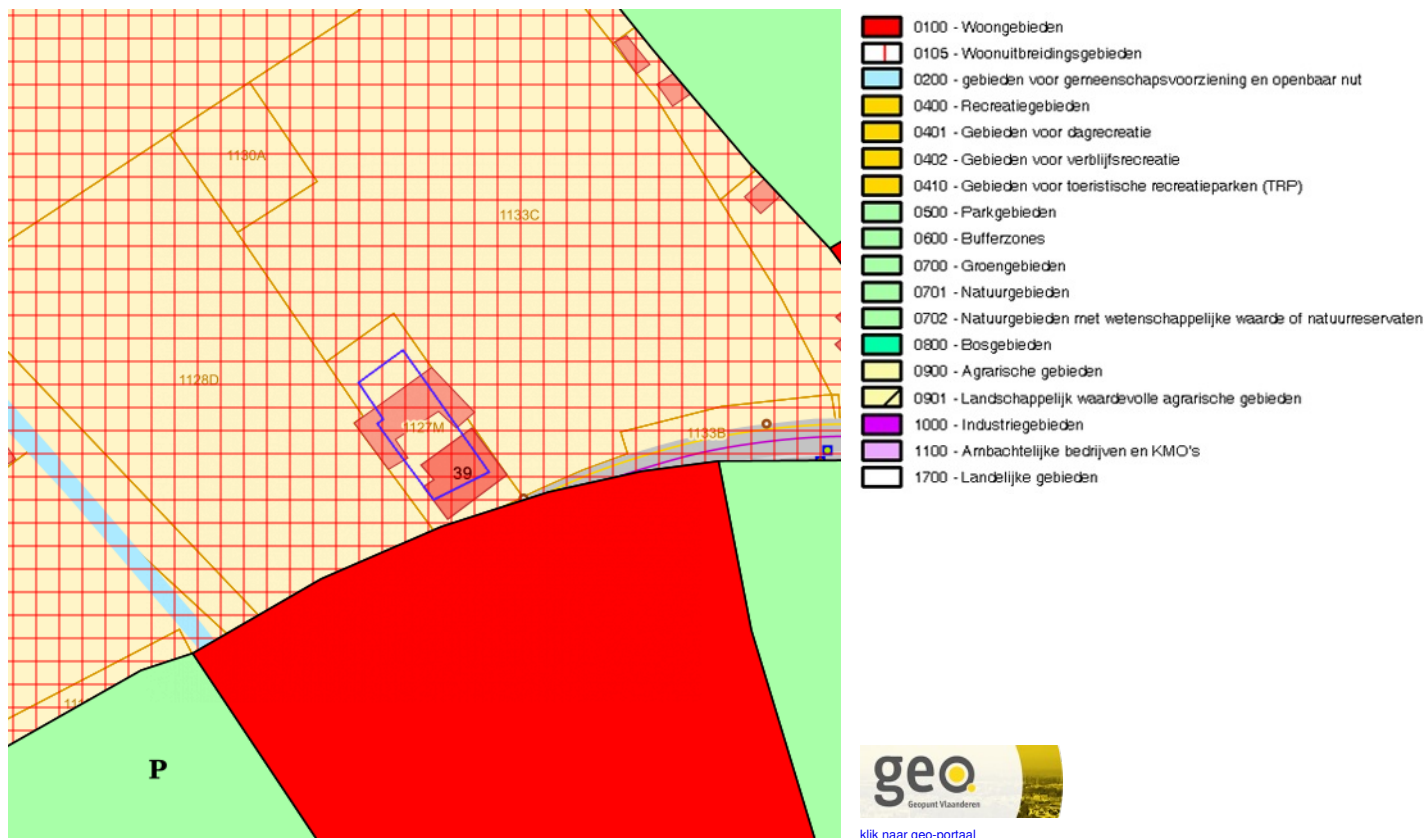 1130A
1133C
1128D
1127M
1133B
39
P
0100 - Woongebieden
0105 - Woonuitbreidingsgebieden
0200 - gebieden voor gemeenschapsvoorziening en openbaar nut
0400 - Recreatiegebieden
0401 - Gebieden voor dagrecreatie
0402 - Gebieden voor verblijfsrecreatie
0410 - Gebieden voor toeristische recreatieparken (TRP)
0500 - Parkgebieden
0600 - Bufferzones
0700 - Groengebieden
0701 - Natuurgebieden
0702 - Natuurgebieden met wetenschappelijke waarde of natuurreservaten
0800 - Bosgebieden
0900 - Agrarische gebieden
0901 - Landschappelijk waardevolle agrarische gebieden
1000 - Industriegebieden
1100 - Ambachtelijke bedrijven en KMO's
1700 - Landelijke gebieden
geo
Geopunt Vlaanderen
klik naar geo-portaal